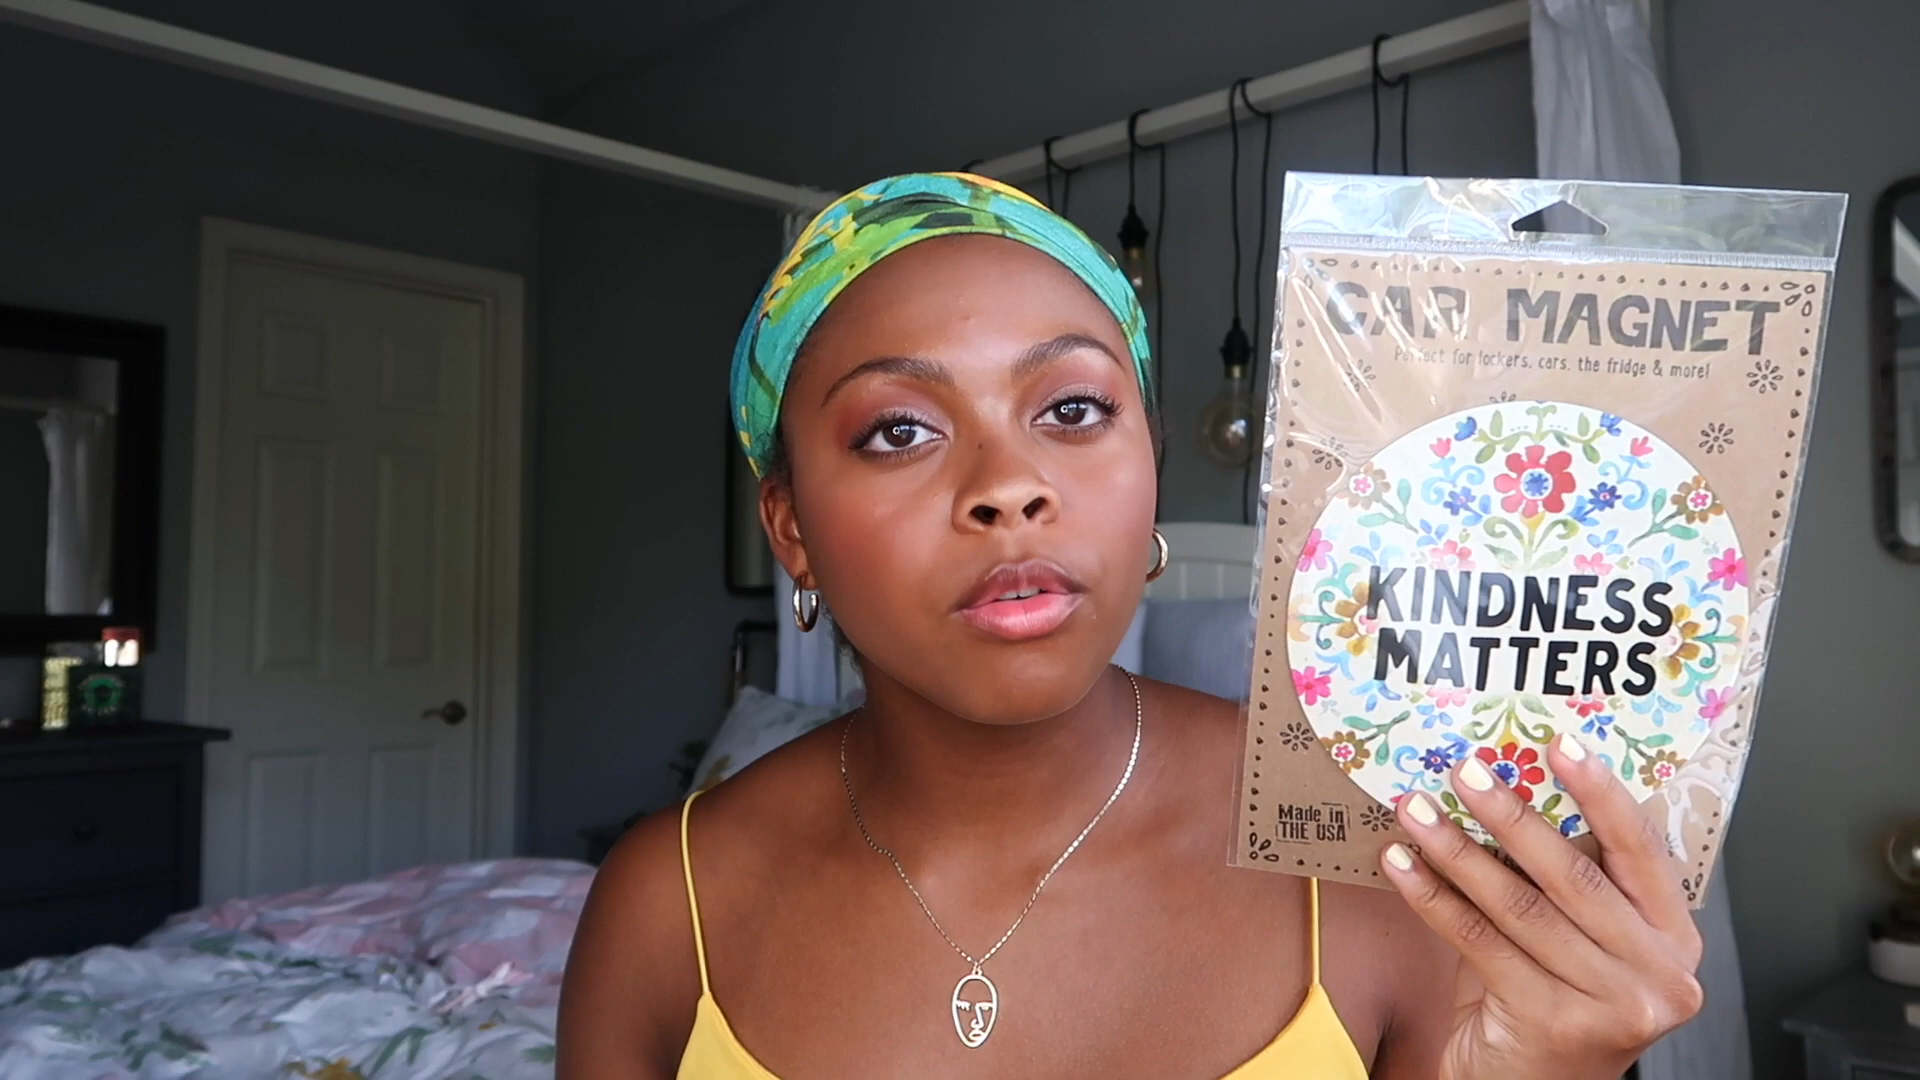 CAR MAGNET
Perfect for lockers, cars, the fridge & more!
KINDNESS
MATTERS
Made in
THE USA